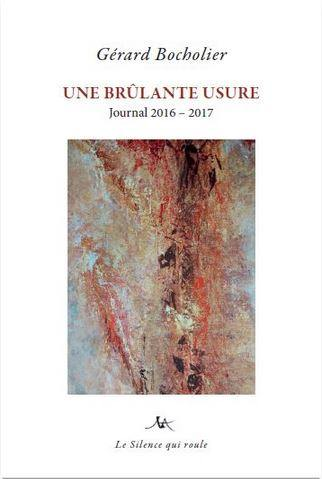 Gérard Bocholier
UNE BRÛLANTE USURE
Journal 2016 – 2017
Le Silence qui roule